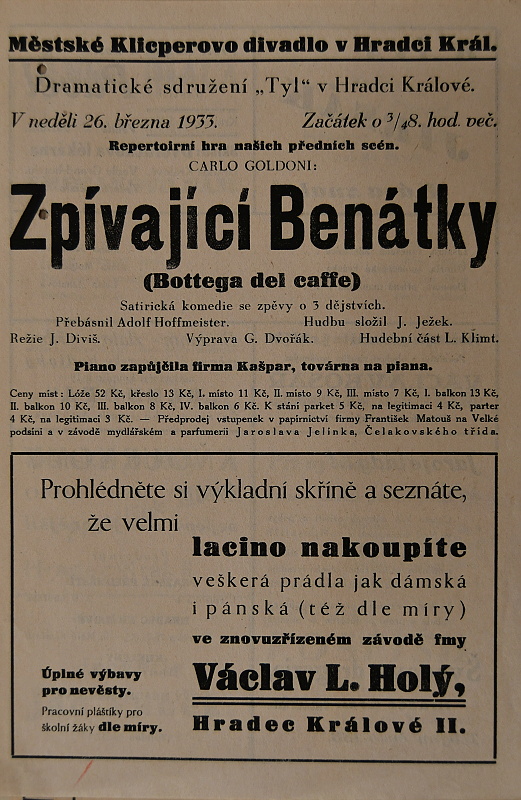 Městské Klicperovo divadlo v Hradci Král.
Dramatické sdružení „Tyl“ v Hradci Králové.
V neděli 26. března 1933. Začátek o ³/₄8. hod. več.
Repertoirní hra našich předních scén.
CARLO GOLDONI:
Zpívající Benátky
(Bottega del caffe)
Satirická komedie se zpěvy o 3 dějstvích.
Přebásnil Adolf Hoffmeister. Hudbu složil J. Ježek.
Režie J. Diviš. Výprava G. Dvořák. Hudební část L. Klimt.
Piano zapůjčila firma Kašpar, továrna na piana.
Ceny míst: Lóže 52 Kč, křeslo 13 Kč, I. místo 11 Kč, II. místo 9 Kč, III. místo 7 Kč, I. balkon 13 Kč,
II. balkon 10 Kč, III. balkon 8 Kč, IV. balkon 6 Kč. K stání parket 5 Kč, na legitimaci 4 Kč, parter
4 Kč, na legitimaci 3 Kč. — Předprodej vstupenek v papírnictví firmy František Matouš na Velké
podsíni a v závodě mydlářském a parfumerii Jaroslava Jelínka, Čelakovského třída.
Prohlédněte si výkladní skříně a seznáte,
že velmi
lacino nakoupíte
veškerá prádla jak dámská
i pánská (též dle míry)
ve znovuzřízeném závodě fmy
Úplné výbavy
pro nevěsty.
Pracovní pláštíky pro
školní žáky dle míry.
Václav L. Holý,
Hradec Králové II.